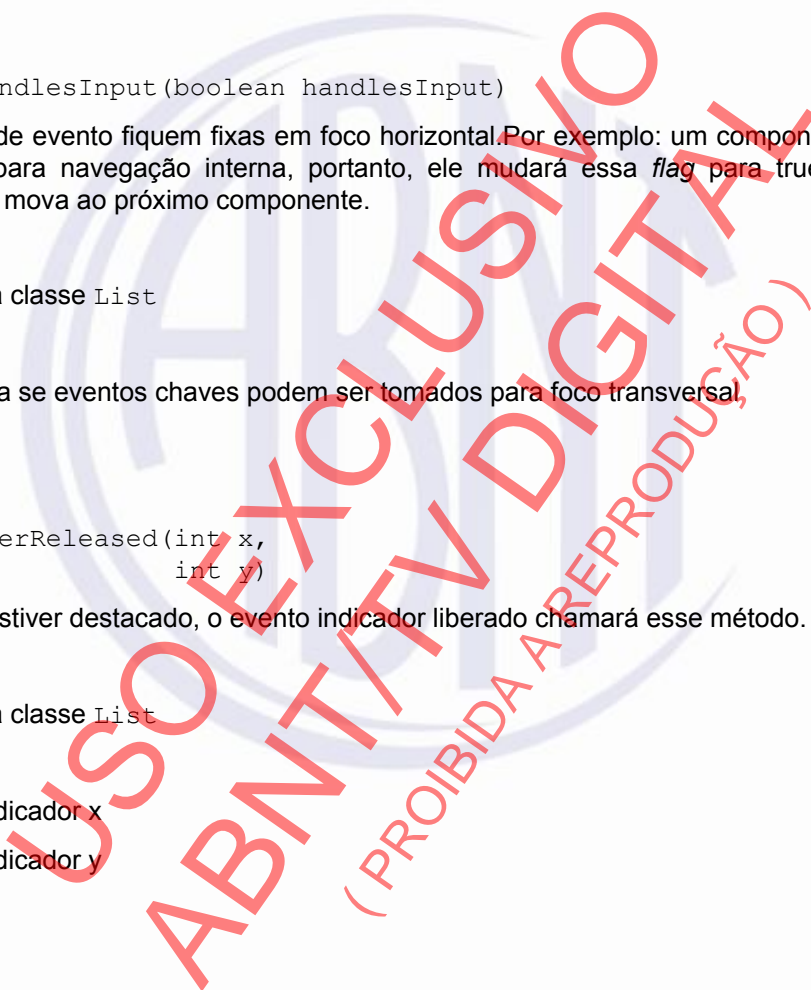 ndlesInput(boolean handlesInput)
de evento fiquem fixas em foco horizontal.Por exemplo: um compon
para navegação interna, portanto, ele mudará essa flag para true
mova ao próximo componente.
classe List
a se eventos chaves podem ser tomados para foco transversal
erReleased(int x,
int y)
stiver destacado, o evento indicador liberado chamará esse método.
classe List
dicador x
dicador y
USO EXCLUSIVO
ABNT/TV DIGITAL
( PROIBIDA A REPRODUÇÃO )
ABNT